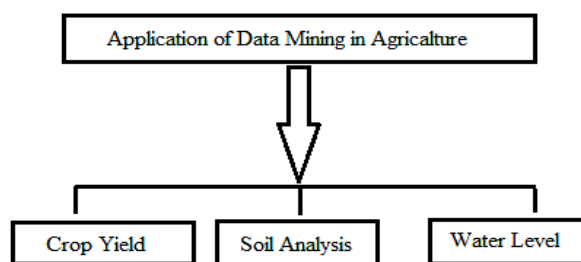 Application of Data Mining in Agricalture
Crop Yield
Soil Analysis
Water Level